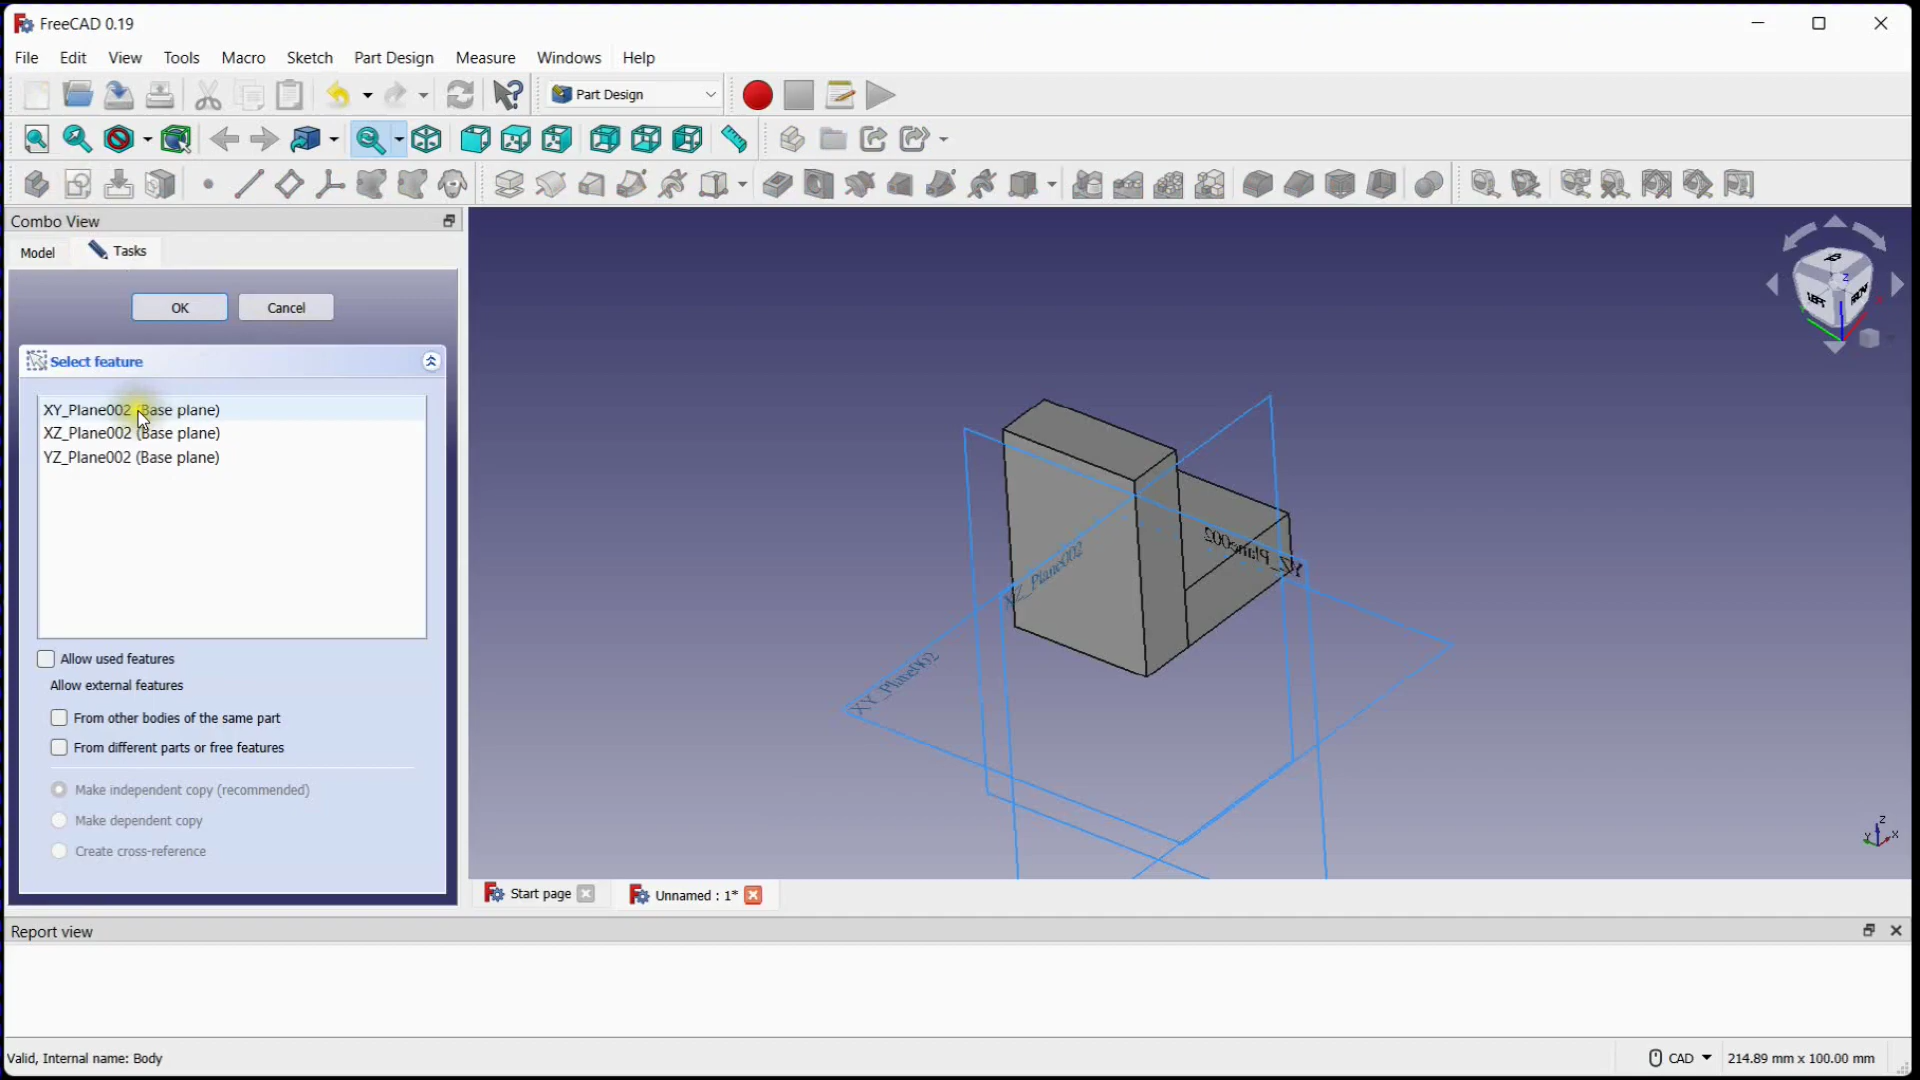 FreeCAD 0.19
File Edit View Tools Macro Sketch Part Design Measure Windows Help
Part Design
Combo View
Model Tasks
OK Cancel
Select feature
XY_Plane002 (Base plane)
XZ_Plane002 (Base plane)
YZ_Plane002 (Base plane)
Allow used features
Allow external features
From other bodies of the same part
From different parts or free features
Make independent copy (recommended)
Make dependent copy
Create cross-reference
LEFT FRONT
Z
XZ_Plane002
YZ_Plane002
XY_Plane002
Z
Y X
Start page Unnamed : 1*
Report view
Valid, Internal name: Body
CAD 214.89 mm x 100.00 mm